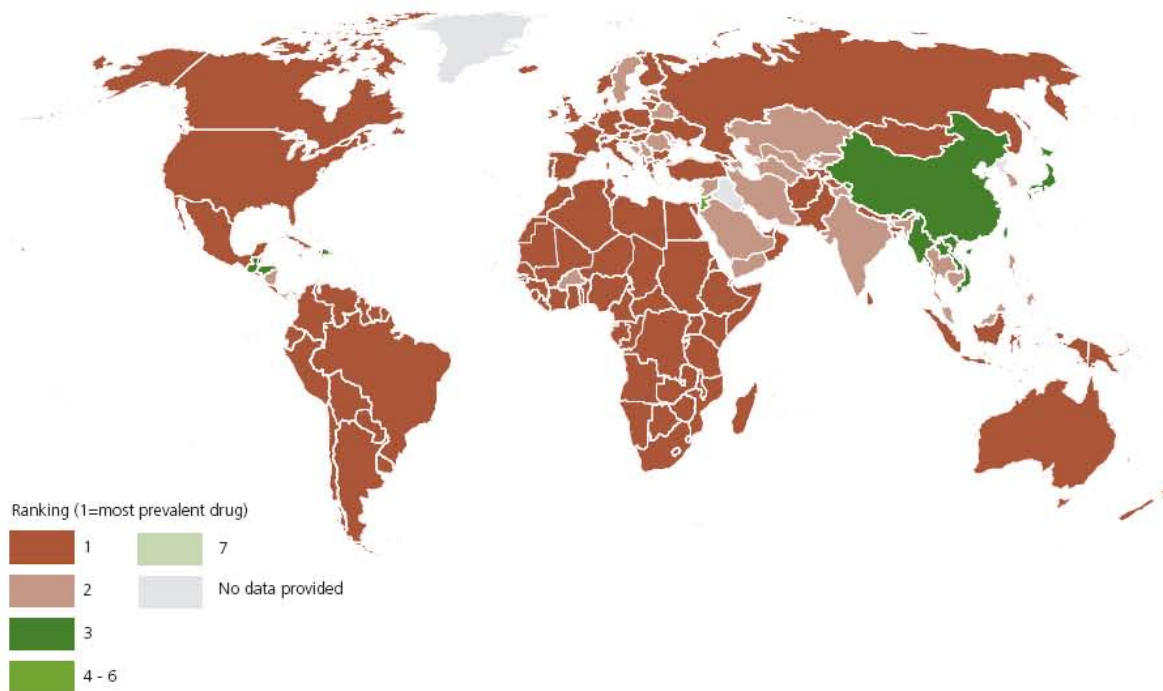 Ranking (1=most prevalent drug)
1
2
3
4 - 6
7
No data provided